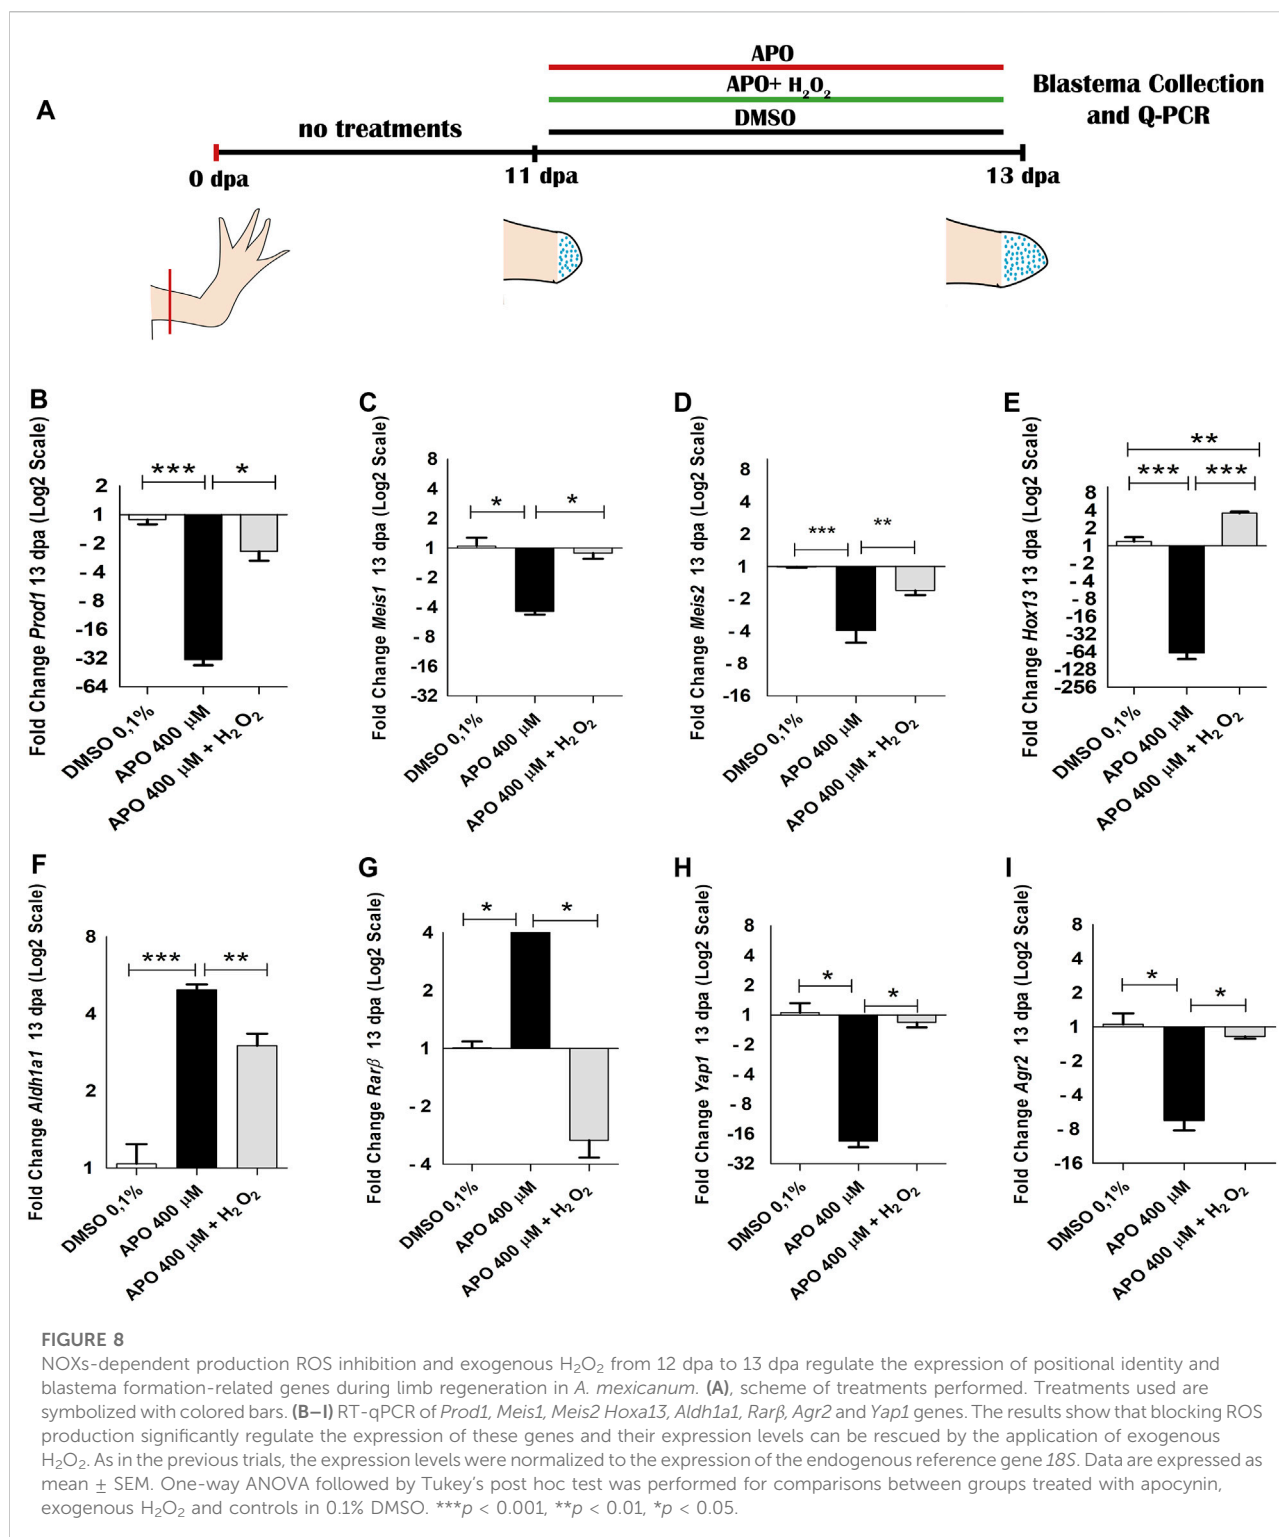 APO
APO+ H₂O₂
DMSO
Blastema Collection
and Q-PCR
A
no treatments
0 dpa
11 dpa
13 dpa
B
Fold Change Prod1 13 dpa (Log2 Scale)
*** *
2
1
- 2
- 4
- 8
-16
-32
-64
DMSO 0,1%
APO 400 μM
APO 400 μM + H₂O₂
C
Fold Change Meis1 13 dpa (Log2 Scale)
* *
8
4
2
1
- 2
- 4
- 8
-16
-32
DMSO 0,1%
APO 400 μM
APO 400 μM + H₂O₂
D
Fold Change Meis2 13 dpa (Log2 Scale)
*** **
8
4
2
1
- 2
- 4
- 8
-16
DMSO 0,1%
APO 400 μM
APO 400 μM + H₂O₂
E
Fold Change Hox13 13 dpa (Log2 Scale)
**
*** ***
8
4
2
1
- 2
- 4
- 8
-16
-32
-64
-128
-256
DMSO 0,1%
APO 400 μM
APO 400 μM + H₂O₂
F
Fold Change Aldh1a1 13 dpa (Log2 Scale)
*** **
8
4
2
1
DMSO 0,1%
APO 400 μM
APO 400 μM + H₂O₂
G
Fold Change Rarβ 13 dpa (Log2 Scale)
* *
4
2
1
- 2
- 4
DMSO 0,1%
APO 400 μM
APO 400 μM + H₂O₂
H
Fold Change Yap1 13 dpa (Log2 Scale)
* *
8
4
2
1
- 2
- 4
- 8
-16
-32
DMSO 0,1%
APO 400 μM
APO 400 μM + H₂O₂
I
Fold Change Agr2 13 dpa (Log2 Scale)
* *
8
4
2
1
- 2
- 4
- 8
-16
DMSO 0,1%
APO 400 μM
APO 400 μM + H₂O₂
FIGURE 8
NOXs-dependent production ROS inhibition and exogenous H₂O₂ from 12 dpa to 13 dpa regulate the expression of positional identity and
blastema formation-related genes during limb regeneration in A. mexicanum. (A), scheme of treatments performed. Treatments used are
symbolized with colored bars. (B–I) RT-qPCR of Prod1, Meis1, Meis2 Hoxa13, Aldh1a1, Rarβ, Agr2 and Yap1 genes. The results show that blocking ROS
production significantly regulate the expression of these genes and their expression levels can be rescued by the application of exogenous
H₂O₂. As in the previous trials, the expression levels were normalized to the expression of the endogenous reference gene 18S. Data are expressed as
mean ± SEM. One-way ANOVA followed by Tukey's post hoc test was performed for comparisons between groups treated with apocynin,
exogenous H₂O₂ and controls in 0.1% DMSO. ***p < 0.001, **p < 0.01, *p < 0.05.